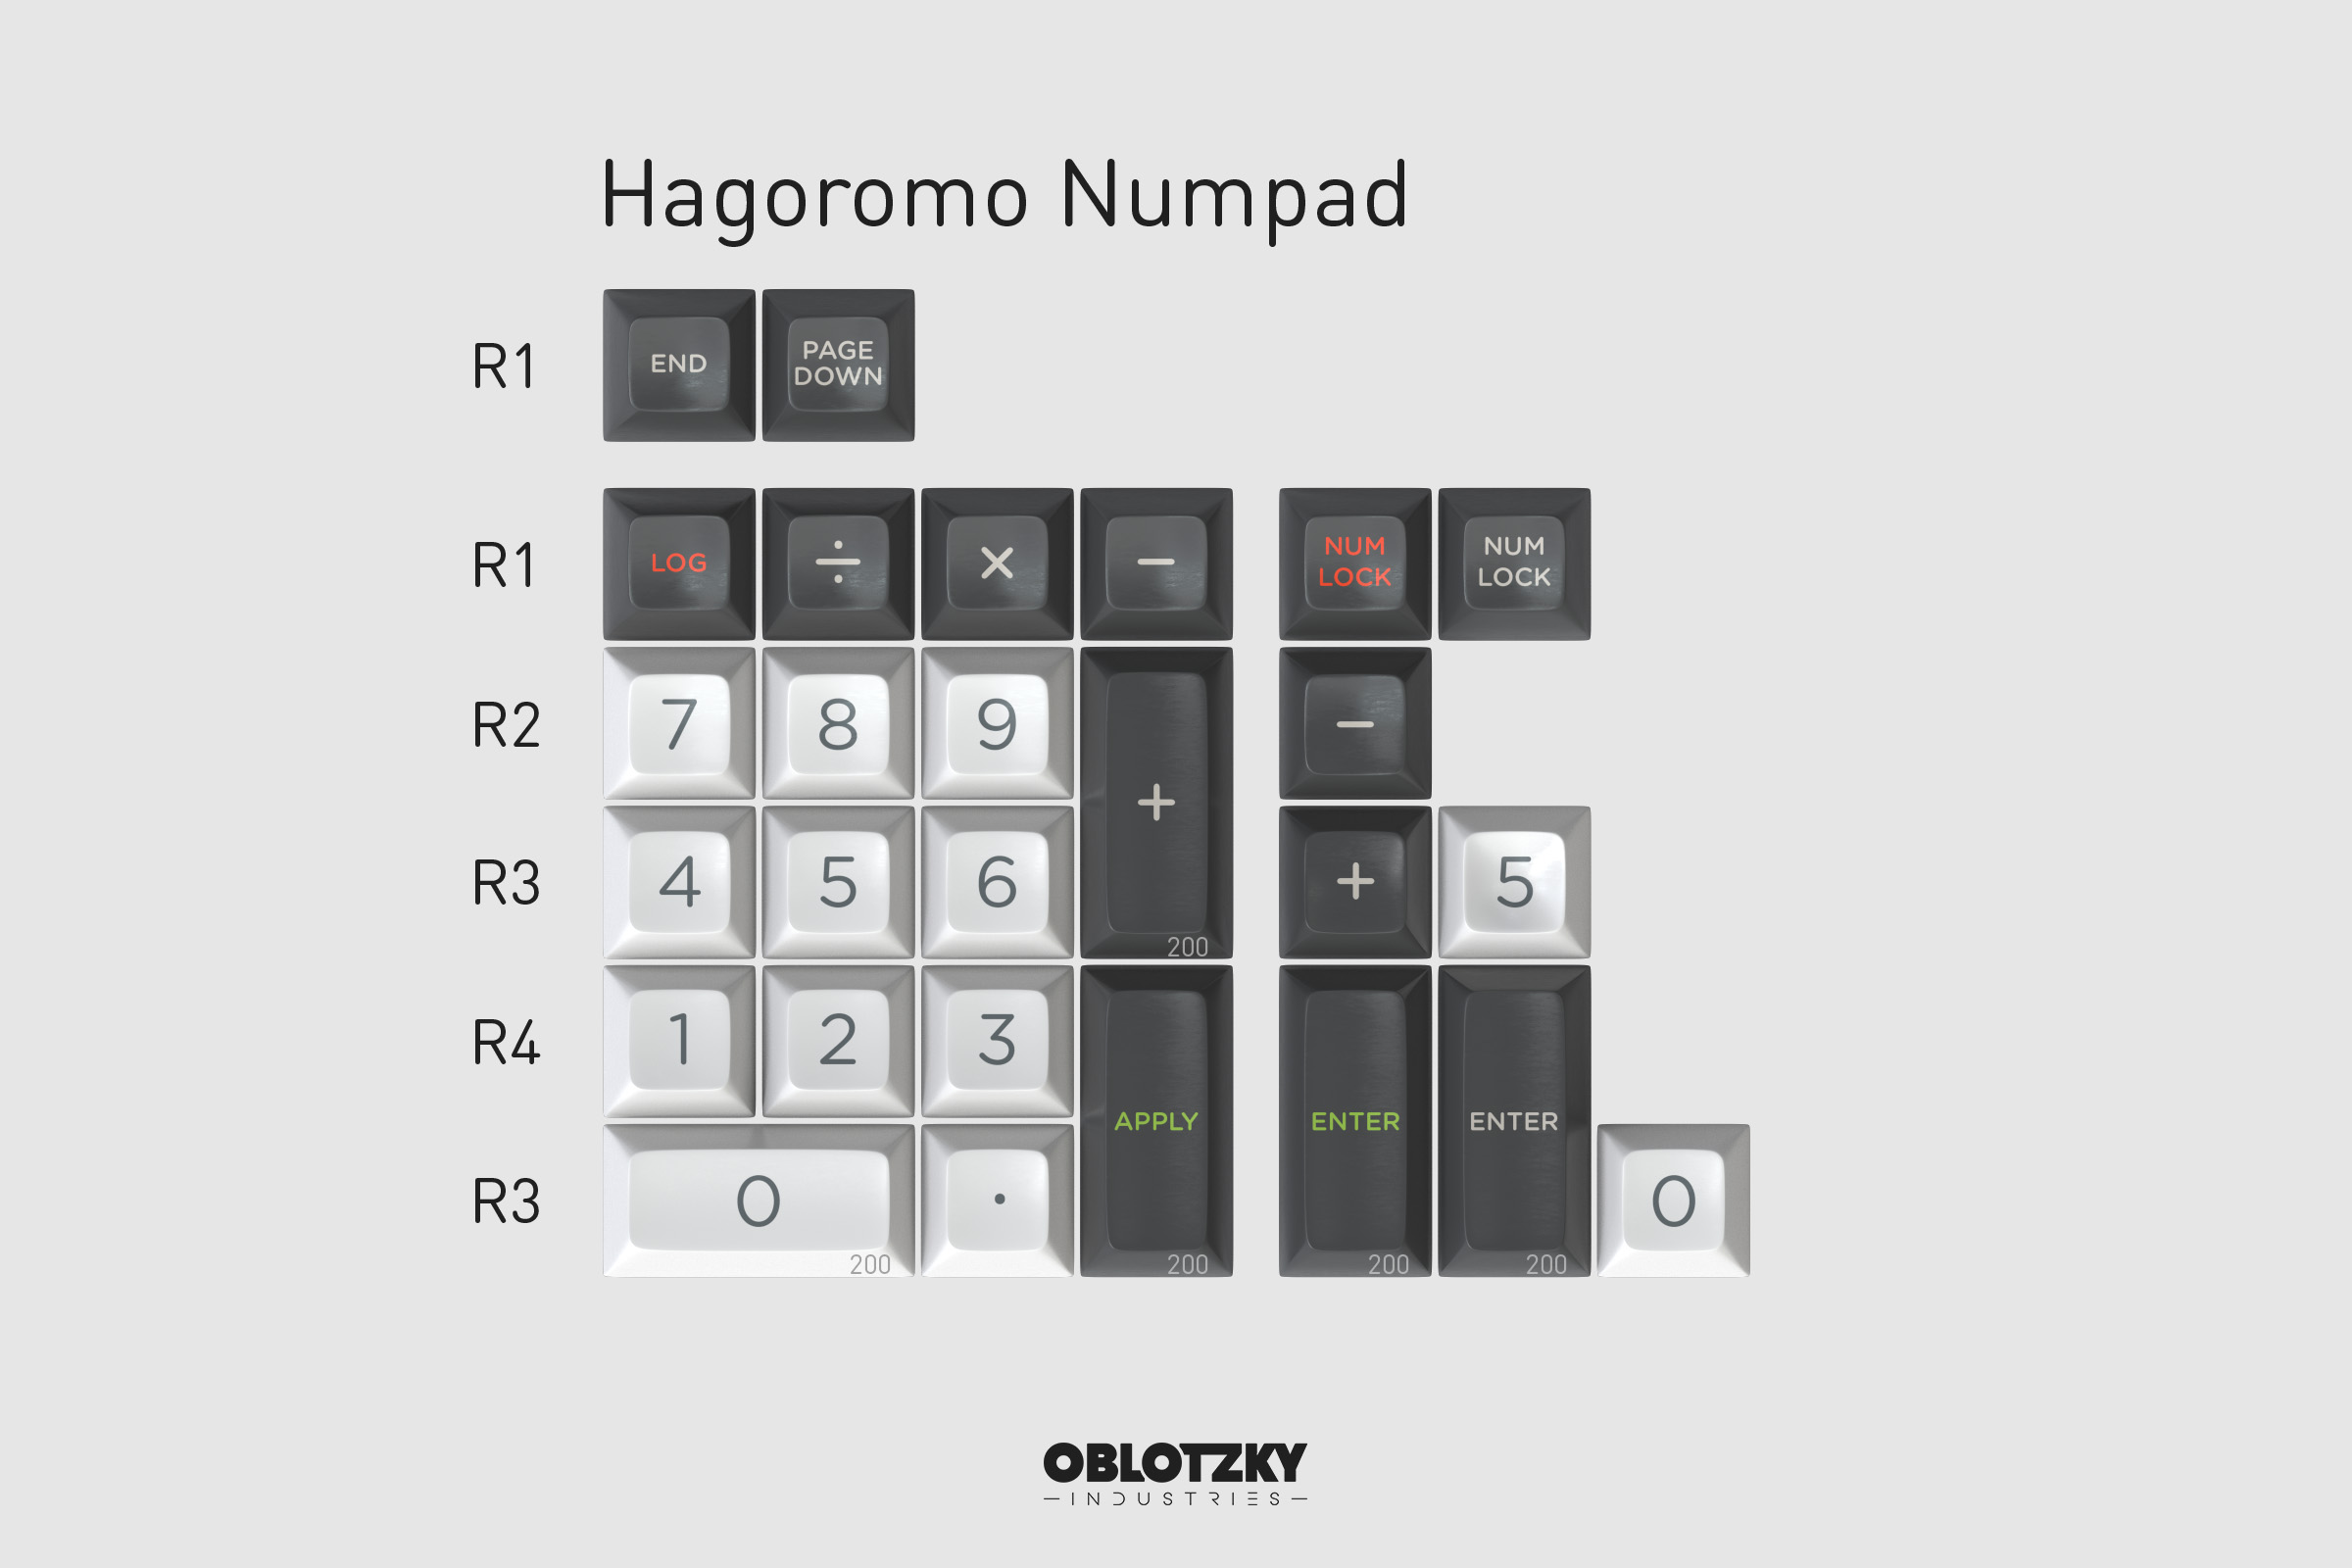 Hagoromo Numpad
R1 END PAGE DOWN
R1 LOG ÷ × − NUM LOCK NUM LOCK
R2 7 8 9 + −
200
R3 4 5 6 + 5
R4 1 2 3 APPLY ENTER ENTER
200 200 200
R3 0 · 0
200
OBLOTZKY
INDUSTRIES